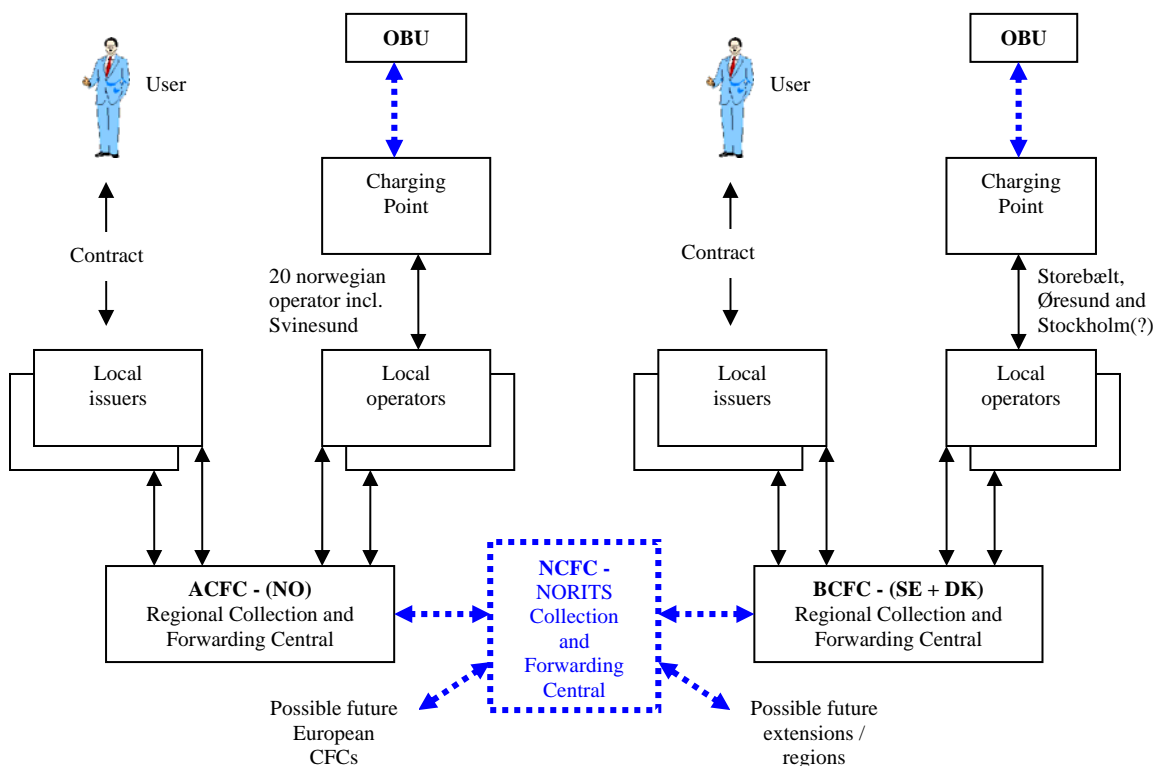 OBU
User
Charging
Point
Contract
20 norwegian
operator incl.
Svinesund
Local
issuers
Local
operators
ACFC - (NO)
Regional Collection and
Forwarding Central
NCFC -
NORITS
Collection
and
Forwarding
Central
Possible future
European
CFCs
OBU
User
Charging
Point
Contract
Storebælt,
Øresund and
Stockholm(?)
Local
issuers
Local
operators
BCFC - (SE + DK)
Regional Collection and
Forwarding Central
Possible future
extensions /
regions